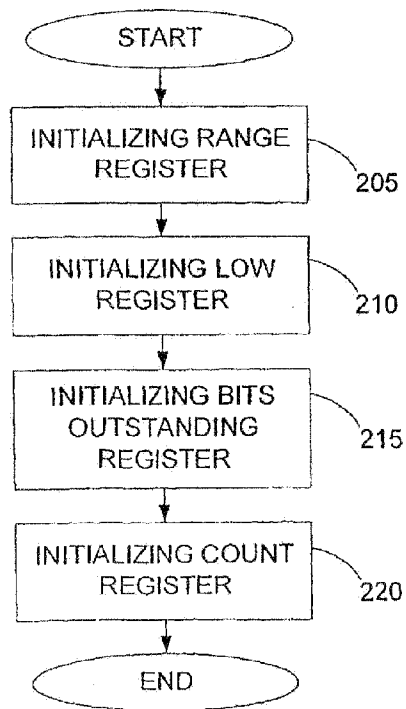 START
INITIALIZING RANGE
REGISTER
205
INITIALIZING LOW
REGISTER
210
INITIALIZING BITS
OUTSTANDING
REGISTER
215
INITIALIZING COUNT
REGISTER
220
END